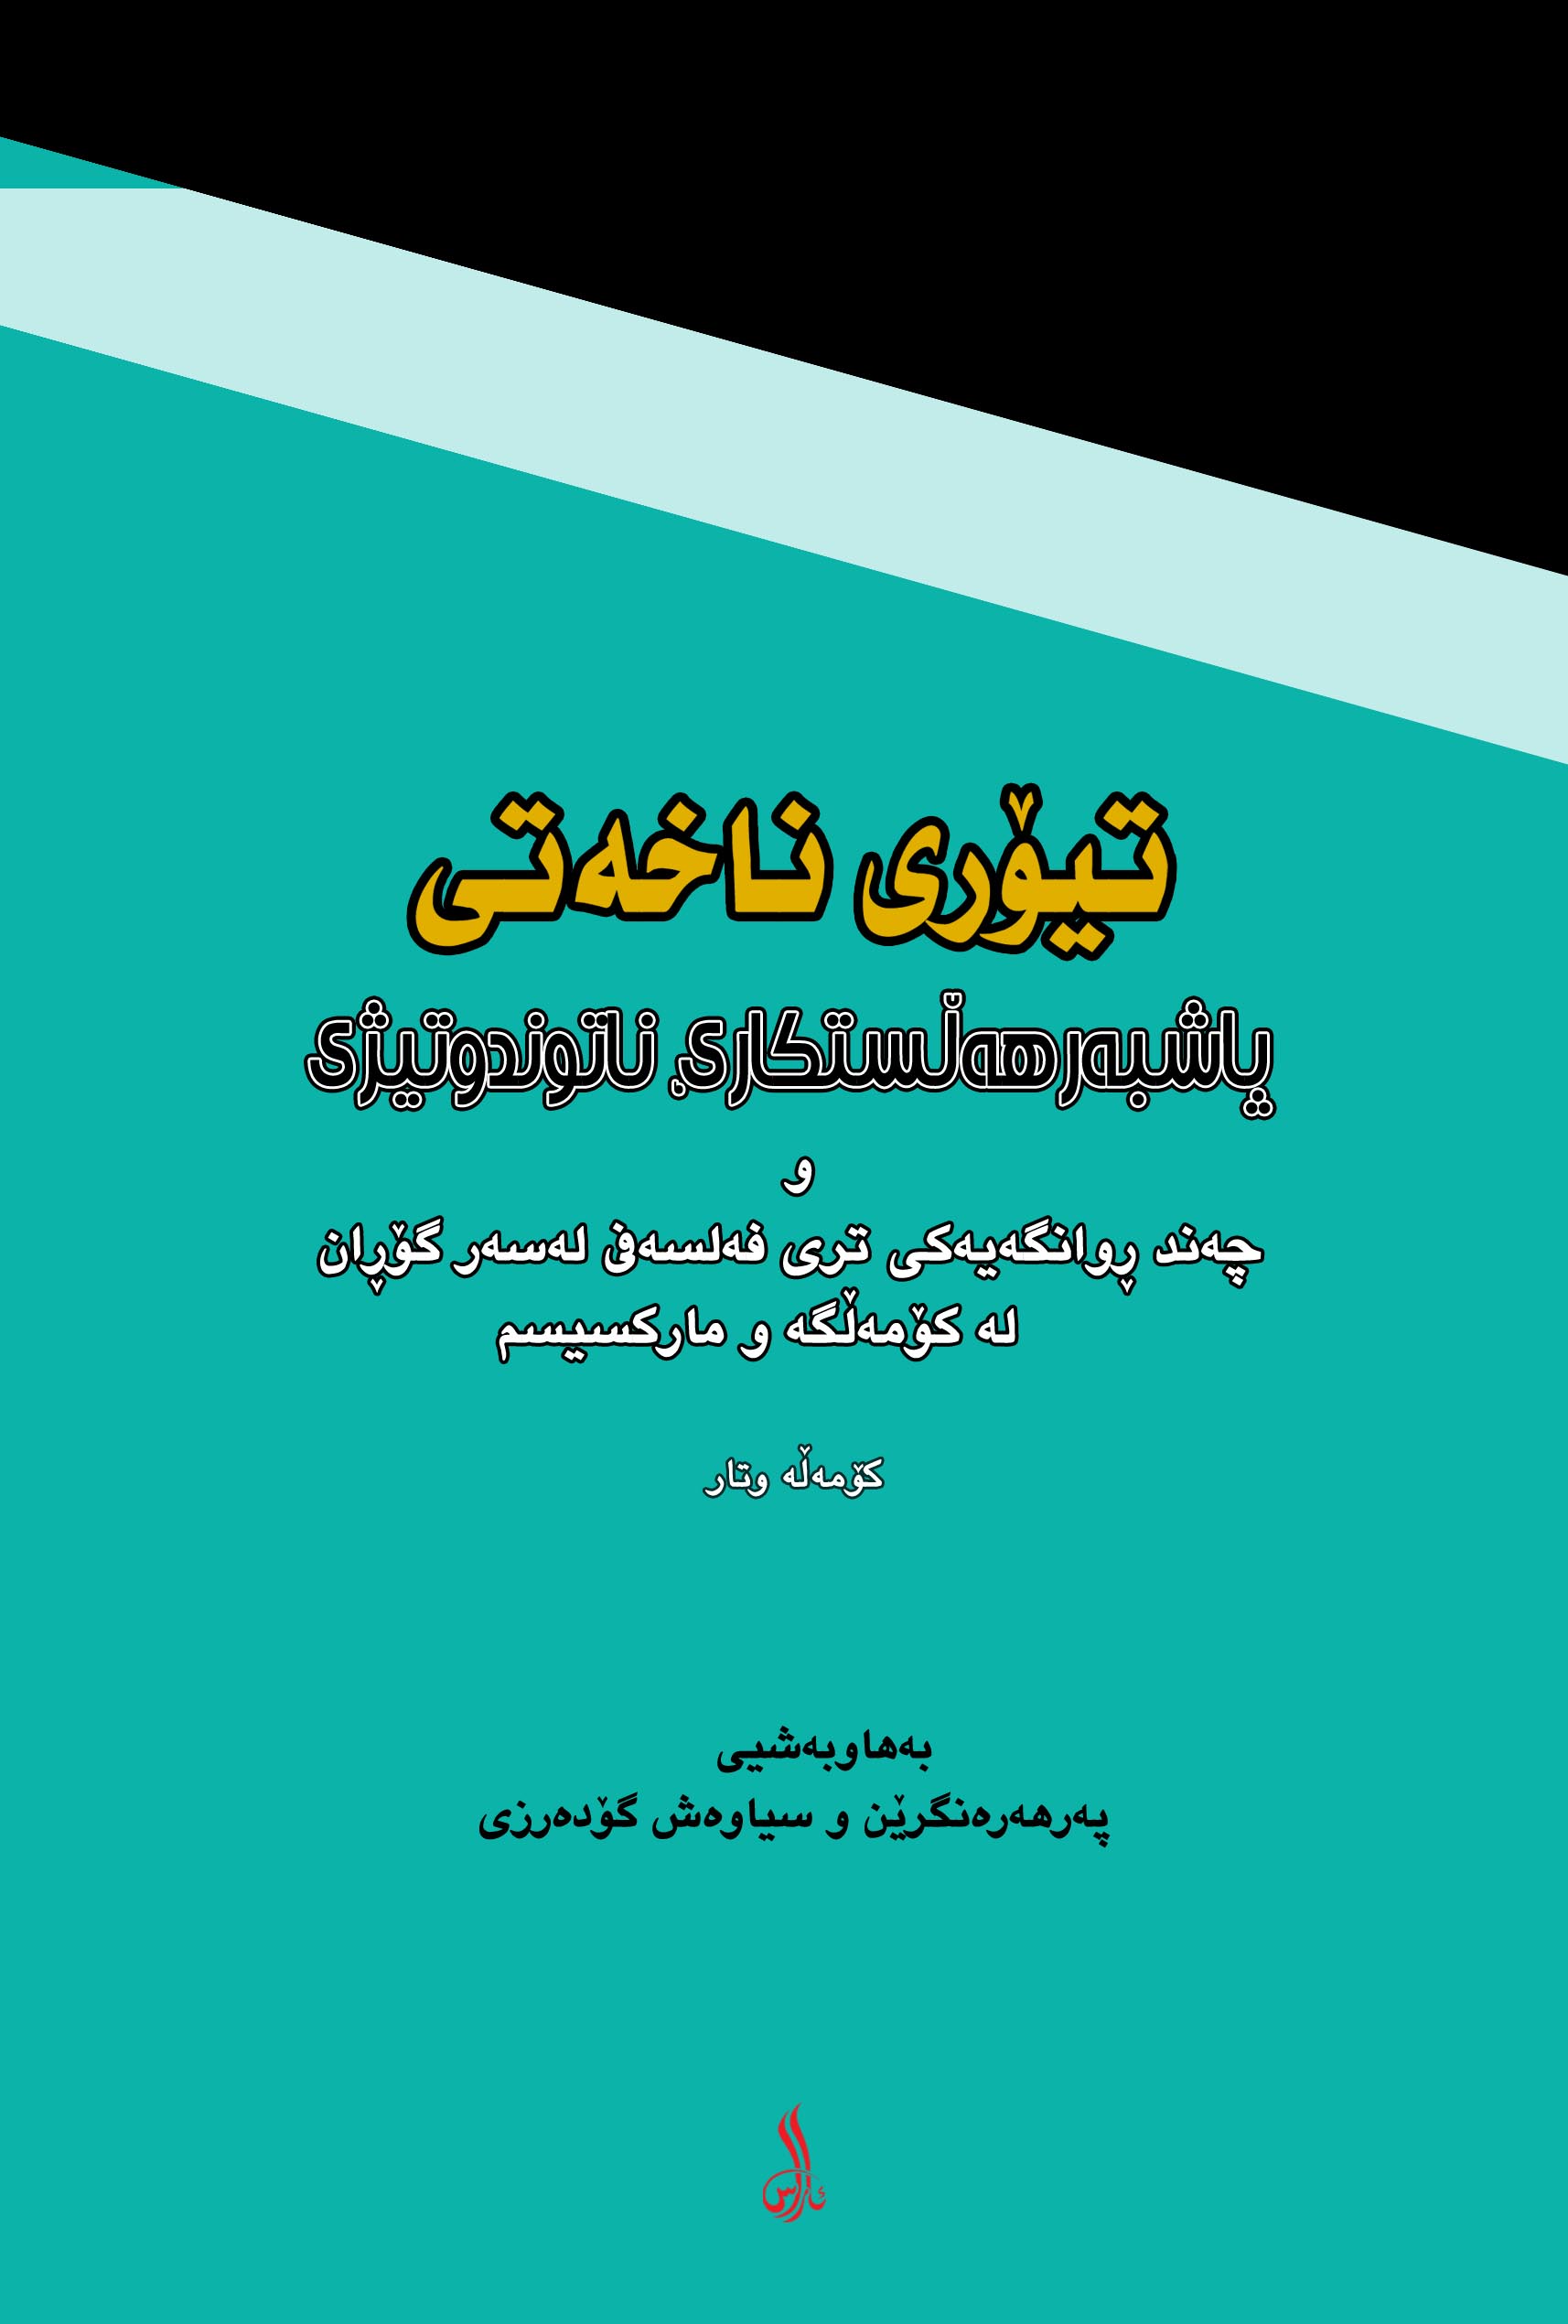 تیۆری ناخەتی
پاشبەرهەڵستکاریٕ ناتوندوتیژی
و
چەند ڕوانگەیەکی تری فەلسەفی لەسەر گۆڕان
لە کۆمەڵگە و مارکسیسم
کۆمەڵە وتار
بەهاوبەشیی
پەرهەرەنگرێن و سیاوەش گۆدەرزی
ئاراس